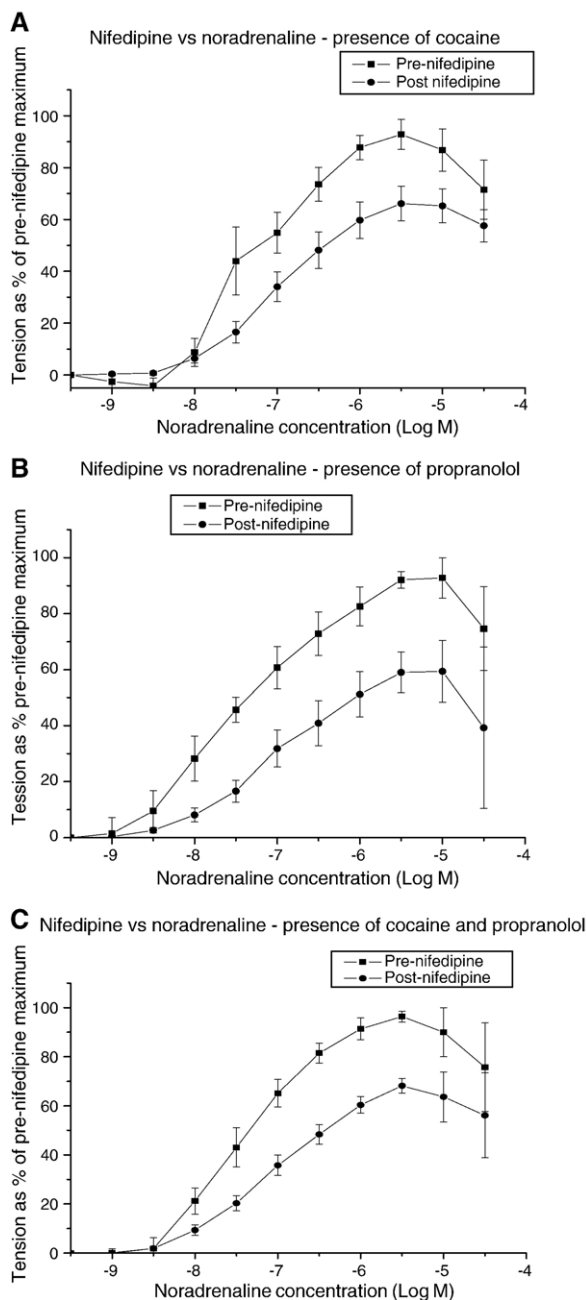 A
Nifedipine vs noradrenaline - presence of cocaine
Pre-nifedipine
Post nifedipine
Tension as % of pre-nifedipine maximum
100
80
60
40
20
0
-9 -8 -7 -6 -5 -4
Noradrenaline concentration (Log M)
B
Nifedipine vs noradrenaline - presence of propranolol
Pre-nifedipine
Post-nifedipine
Tession as % pre-nifedipine maximum
100
80
60
40
20
0
-9 -8 -7 -6 -5 -4
Noradrenaline concentration (Log M)
C
Nifedipine vs noradrenaline - presence of cocaine and propranolol
Pre-nifedipine
Post-nifedipine
Tension as % of pre-nifedipine maximum
100
80
60
40
20
0
-9 -8 -7 -6 -5 -4
Noradrenaline concentration (Log M)